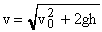 v = √(v₀² + 2gh)